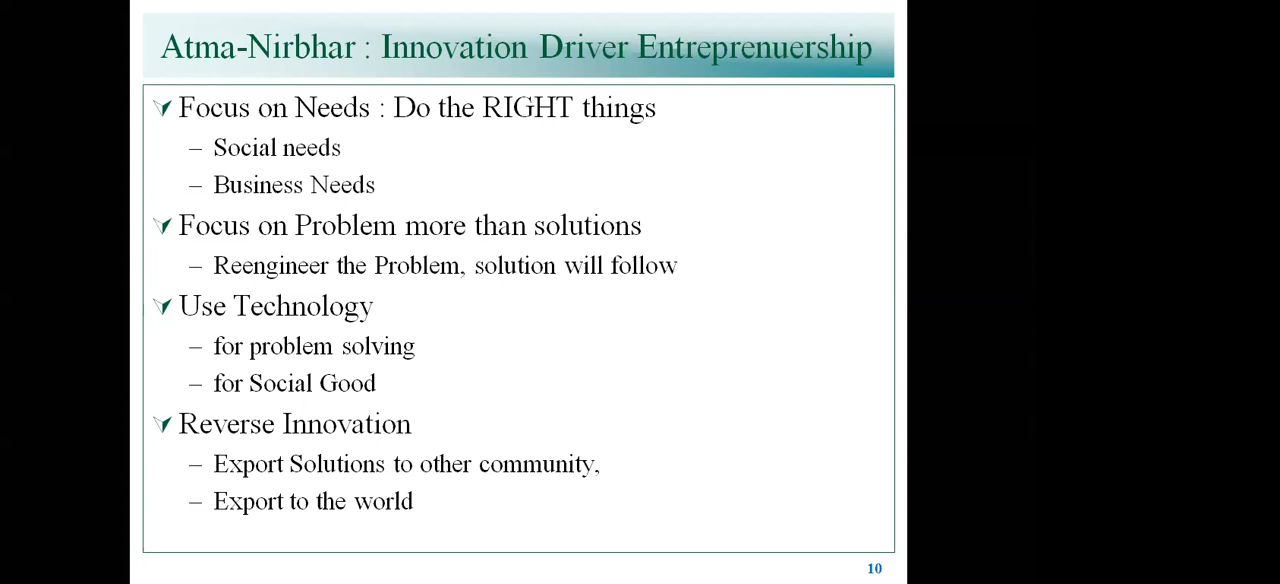 Atma-Nirbhar : Innovation Driver Entreprenuership
Focus on Needs : Do the RIGHT things
– Social needs
– Business Needs
Focus on Problem more than solutions
– Reengineer the Problem, solution will follow
Use Technology
– for problem solving
– for Social Good
Reverse Innovation
– Export Solutions to other community,
– Export to the world
10